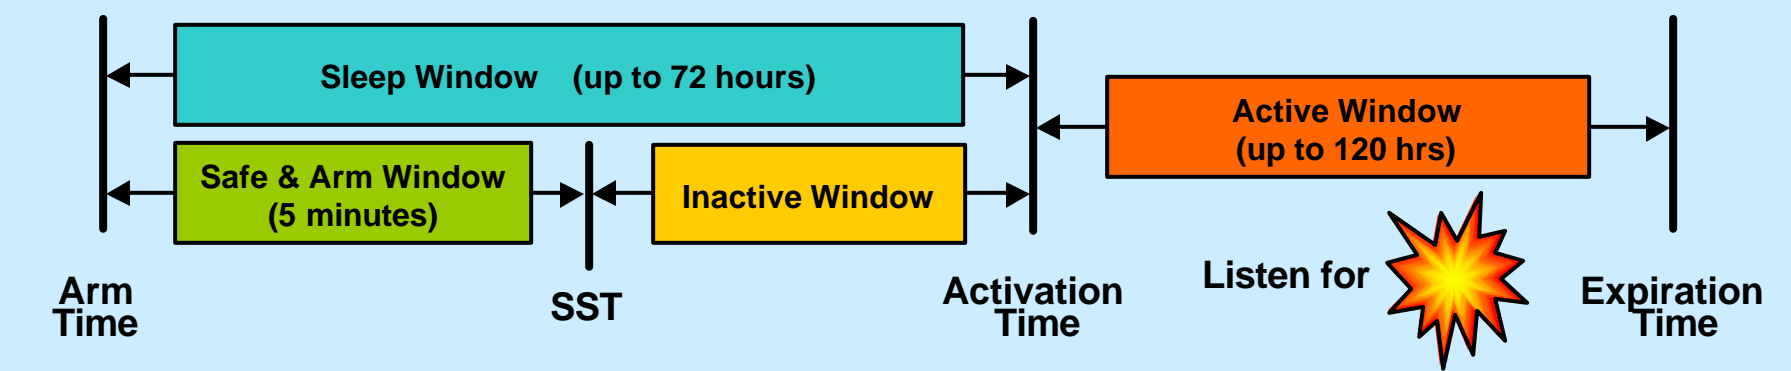 Sleep Window (up to 72 hours)
Active Window
(up to 120 hrs)
Safe & Arm Window
(5 minutes)
Inactive Window
Arm
Time
SST
Activation
Time
Listen for
Expiration
Time